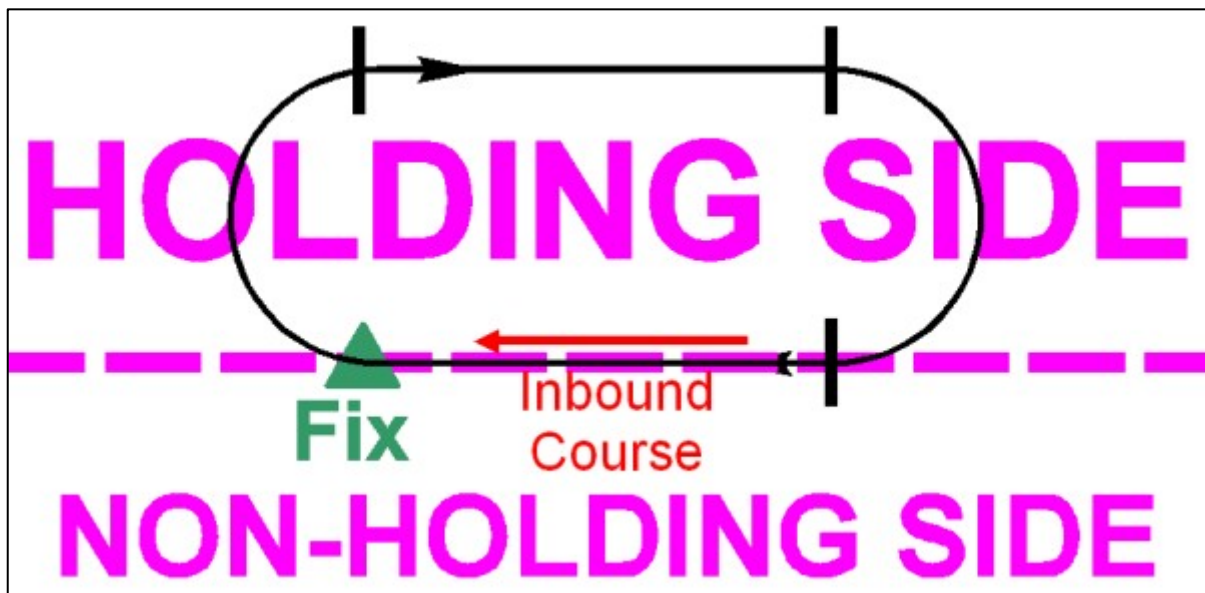 HOLDING SIDE
Inbound
Course
Fix
NON-HOLDING SIDE